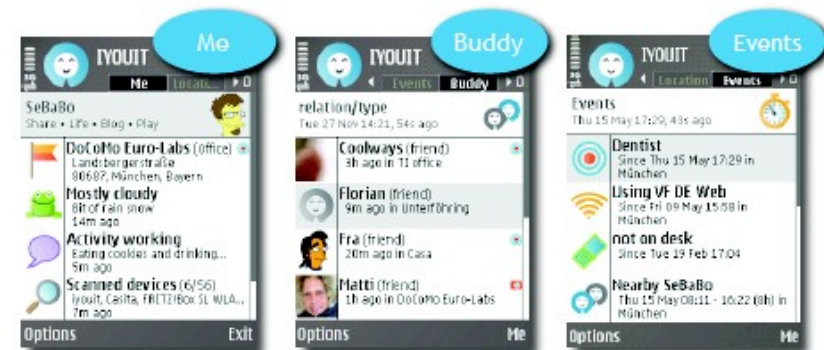 Me
IYOUIT
Me Locati...
SeBaBo
Share • Life • Blog • Play
DoCoMo Euro-Labs (office)
Landsbergerstraße
80687, München, Bayern
Mostly cloudy
Bit of rain snow
14m ago
Activity working
Eating cookies and drinking...
5m ago
Scanned devices (6/56)
iyouit, Casita, FRITZ!Box SL WLA...
7m ago
Options Exit
Buddy
IYOUIT
Events Buddy
relation/type
Tue 27 Nov 14:21, 54s ago
Coolways (friend)
3h ago in TI office
Florian (friend)
9m ago in Unterföhring
Fra (friend)
20m ago in Casa
Matti (friend)
1h ago in DoCoMo Euro-Labs
Options Me
Events
IYOUIT
Location Events
Events
Thu 15 May 17:29, 43s ago
Dentist
Since Thu 15 May 17:29 in
München
Using VF DE Web
Since Fri 09 May 15:58 in
München
not on desk
Since Tue 19 Feb 17:04
Nearby SeBaBo
Thu 15 May 08:11 - 16:22 (8h) in
München
Options Me